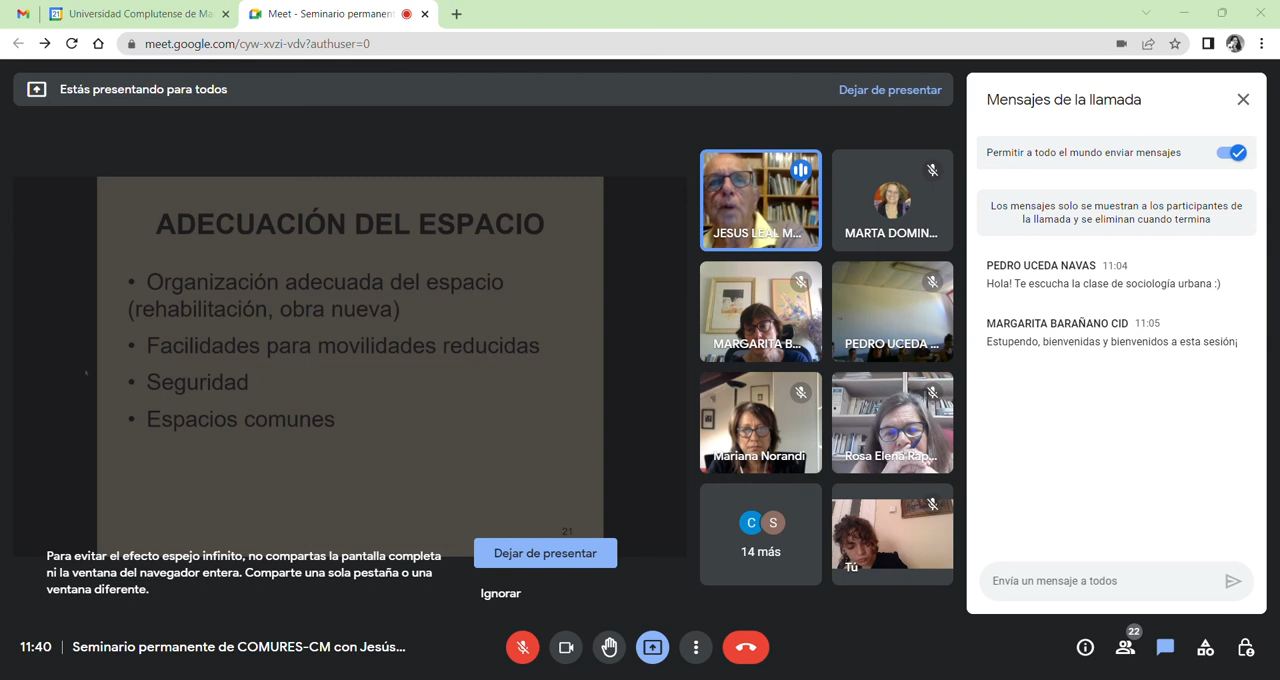 Universidad Complutense de Ma
Meet - Seminario permanent
meet.google.com/cyw-xvzi-vdv?authuser=0
Estás presentando para todos
Dejar de presentar
ADECUACIÓN DEL ESPACIO
• Organización adecuada del espacio
(rehabilitación, obra nueva)
• Facilidades para movilidades reducidas
• Seguridad
• Espacios comunes
21
Para evitar el efecto espejo infinito, no compartas la pantalla completa
ni la ventana del navegador entera. Comparte una sola pestaña o una
ventana diferente.
Dejar de presentar
Ignorar
JESUS LEAL M...
MARTA DOMIN...
MARGARITA B...
PEDRO UCEDA ...
Mariana Norandi
Rosa Elena Rap...
C S
14 más
Tú
Mensajes de la llamada
Permitir a todo el mundo enviar mensajes
Los mensajes solo se muestran a los participantes de
la llamada y se eliminan cuando termina
PEDRO UCEDA NAVAS 11:04
Hola! Te escucha la clase de sociología urbana :)
MARGARITA BARAÑANO CID 11:05
Estupendo, bienvenidas y bienvenidos a esta sesión¡
Envía un mensaje a todos
11:40 | Seminario permanente de COMURES-CM con Jesús...
22